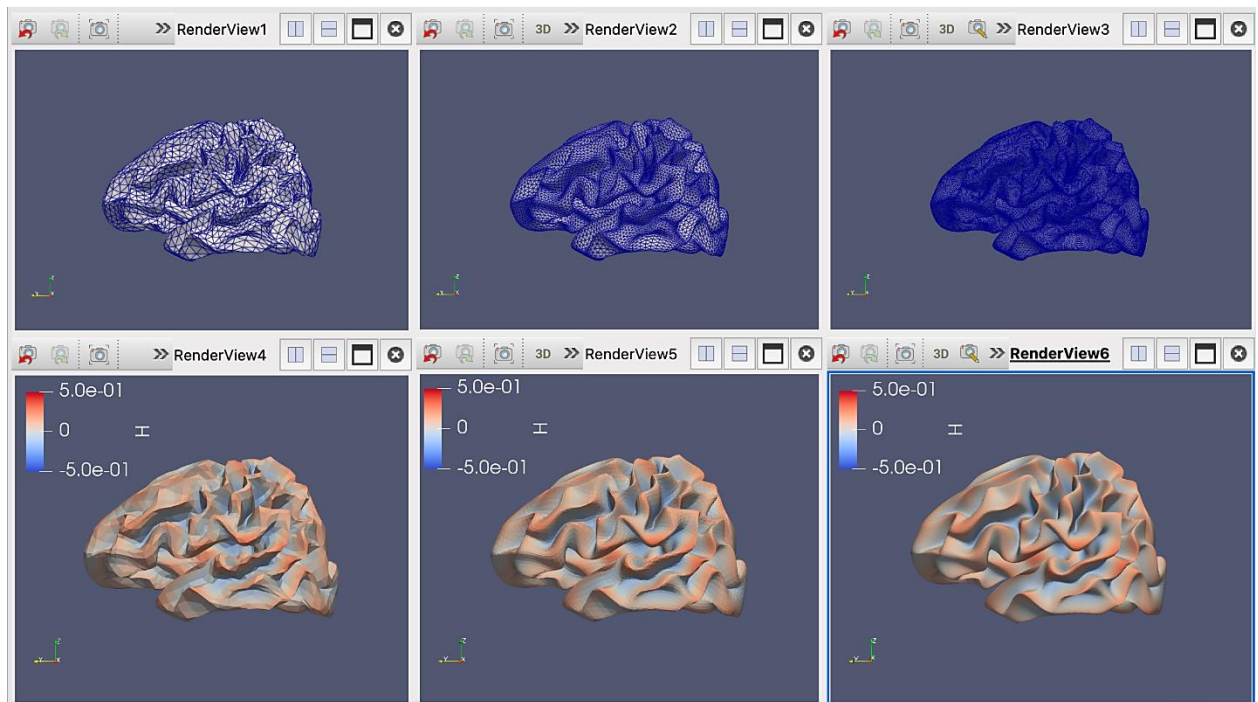 RenderView1
3D RenderView2
3D RenderView3
Z
Y X
Z
Y X
Z
Y X
RenderView4
3D RenderView5
3D RenderView6
5.0e-01
0 H
-5.0e-01
5.0e-01
0 H
-5.0e-01
5.0e-01
0 H
-5.0e-01
Z
Y X
Z
Y X
Z
Y X